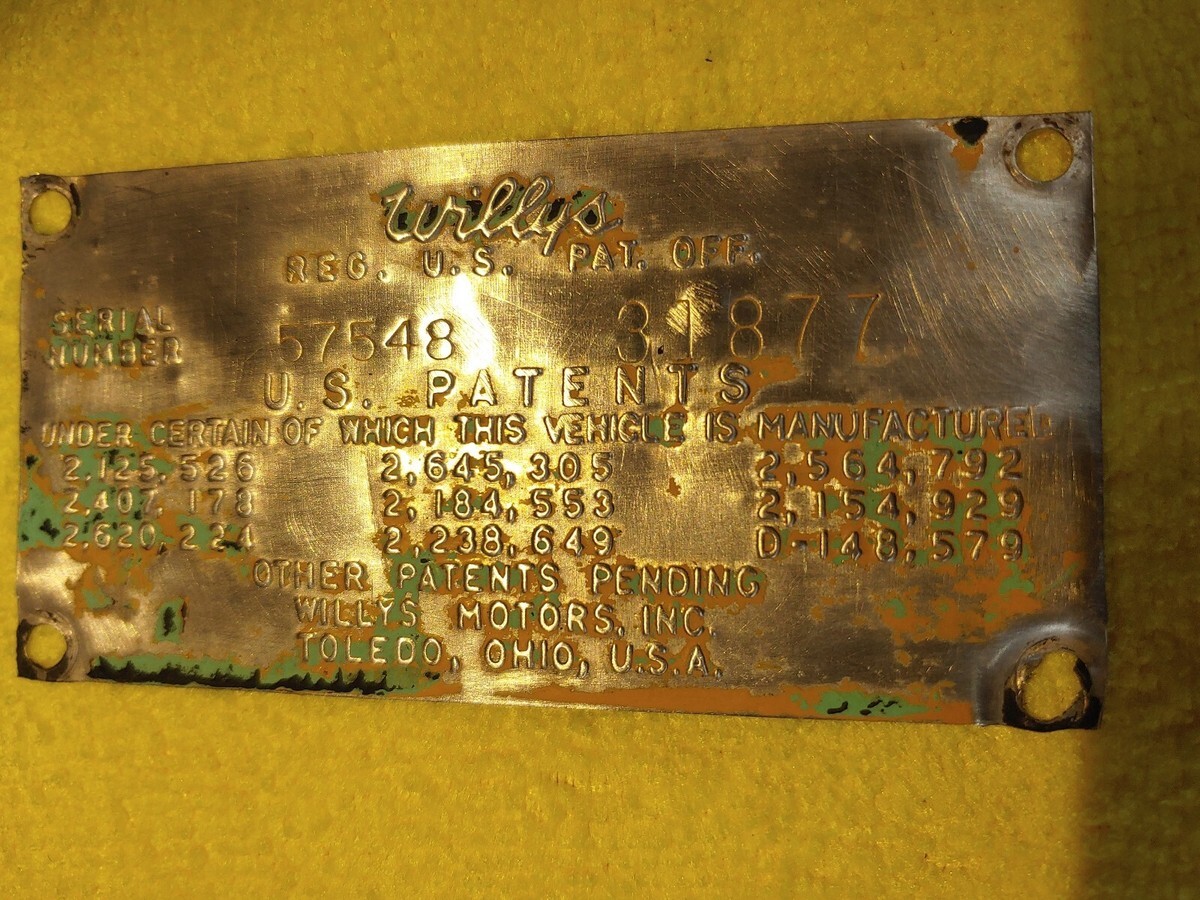 Willys
REG. U.S. PAT. OFF.
SERIAL NUMBER 57548 31877
U.S. PATENTS
UNDER CERTAIN OF WHICH THIS VEHICLE IS MANUFACTURED
2,125,526 2,645,305 2,564,792
2,407,178 2,184,553 2,154,929
2,620,224 2,238,649 D-148,579
OTHER PATENTS PENDING
WILLYS MOTORS, INC.
TOLEDO, OHIO, U.S.A.